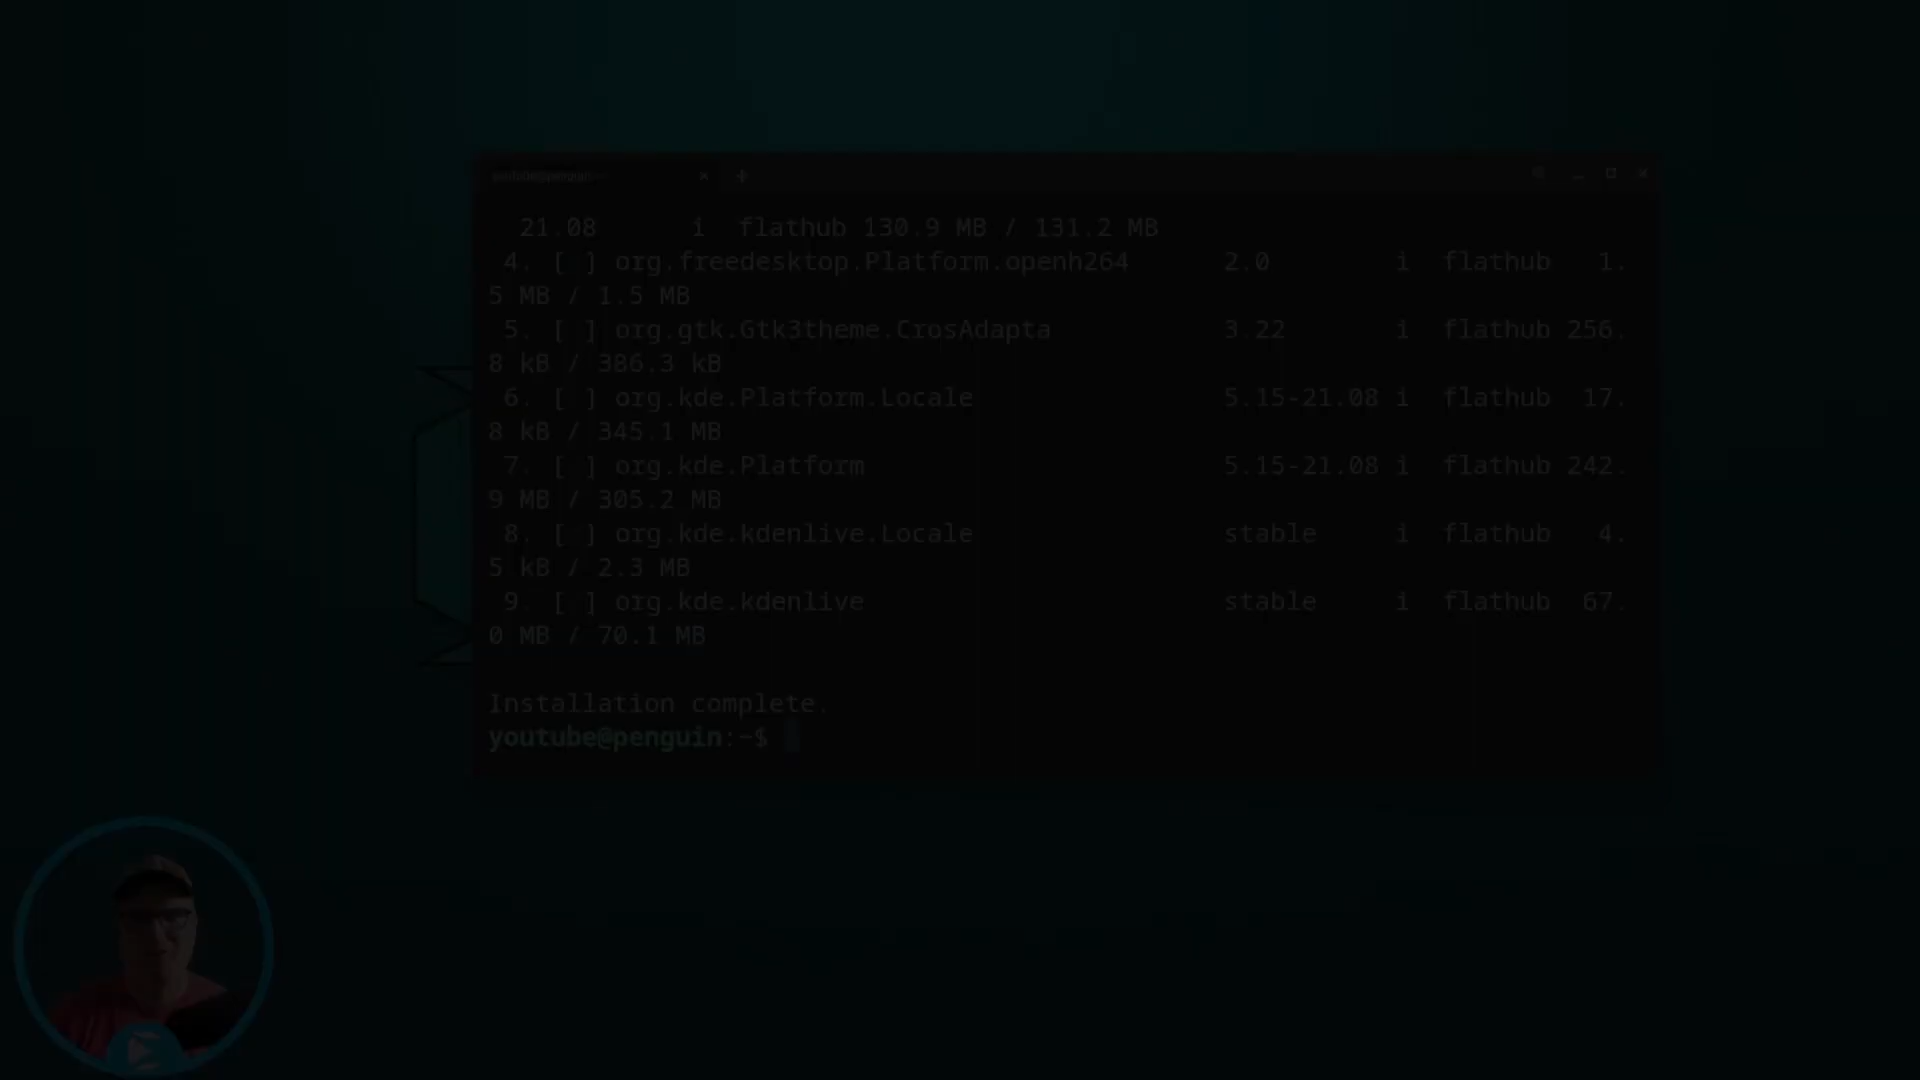 21.08 i flathub 130.9 MB / 131.2 MB
4. [ ] org.freedesktop.Platform.openh264 2.0 i flathub 1.
5 MB / 1.5 MB
5. [ ] org.gtk.Gtk3theme.CrosAdapta 3.22 i flathub 256.
8 kB / 386.3 kB
6. [ ] org.kde.Platform.Locale 5.15-21.08 i flathub 17.
8 kB / 345.1 MB
7. [ ] org.kde.Platform 5.15-21.08 i flathub 242.
9 MB / 305.2 MB
8. [ ] org.kde.kdenlive.Locale stable i flathub 4.
5 kB / 2.3 MB
9. [ ] org.kde.kdenlive stable i flathub 67.
0 MB / 70.1 MB
Installation complete.
youtube@penguin:~$